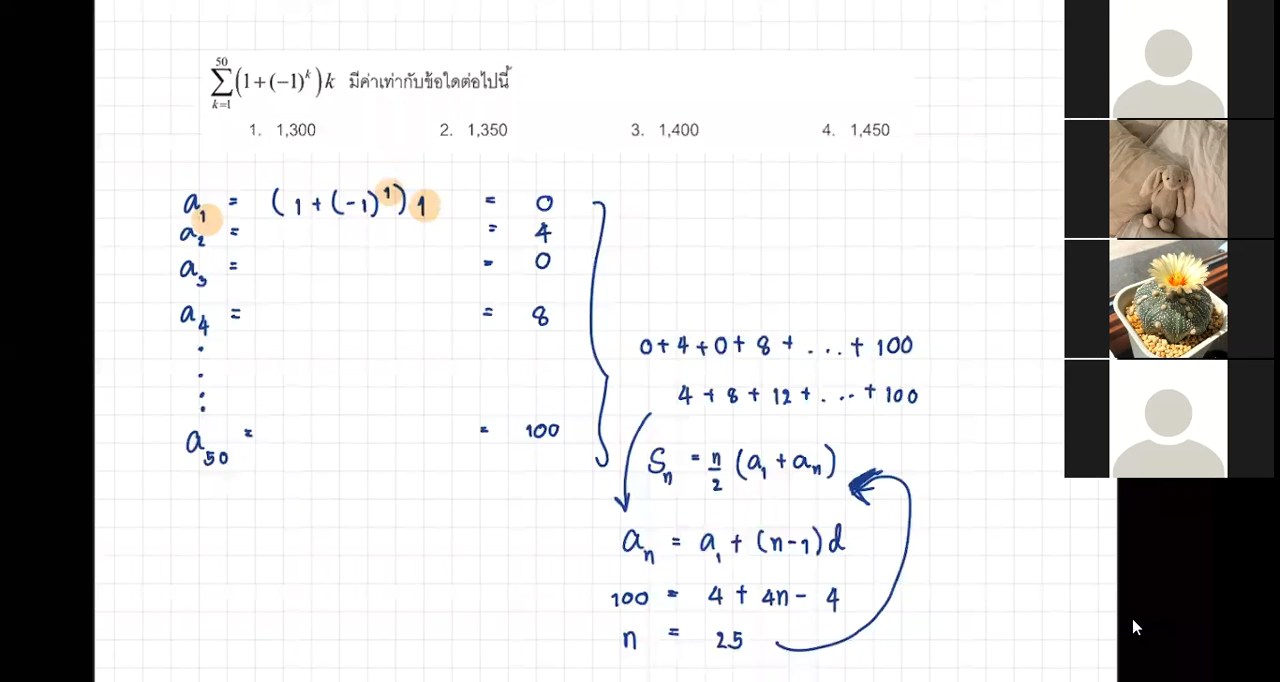 50
∑ (1+(−1)^k)k มีค่าเท่ากับข้อใดต่อไปนี้
k=1
1. 1,300 2. 1,350 3. 1,400 4. 1,450
a₁ = (1+(−1)¹)1 = 0
a₂ = = 4
a₃ = = 0
a₄ = = 8
0+4+0+8+...+100
4+8+12+...+100
a₅₀ = = 100
Sₙ = n/2 (a₁+aₙ)
aₙ = a₁+(n−1)d
100 = 4+4n−4
n = 25